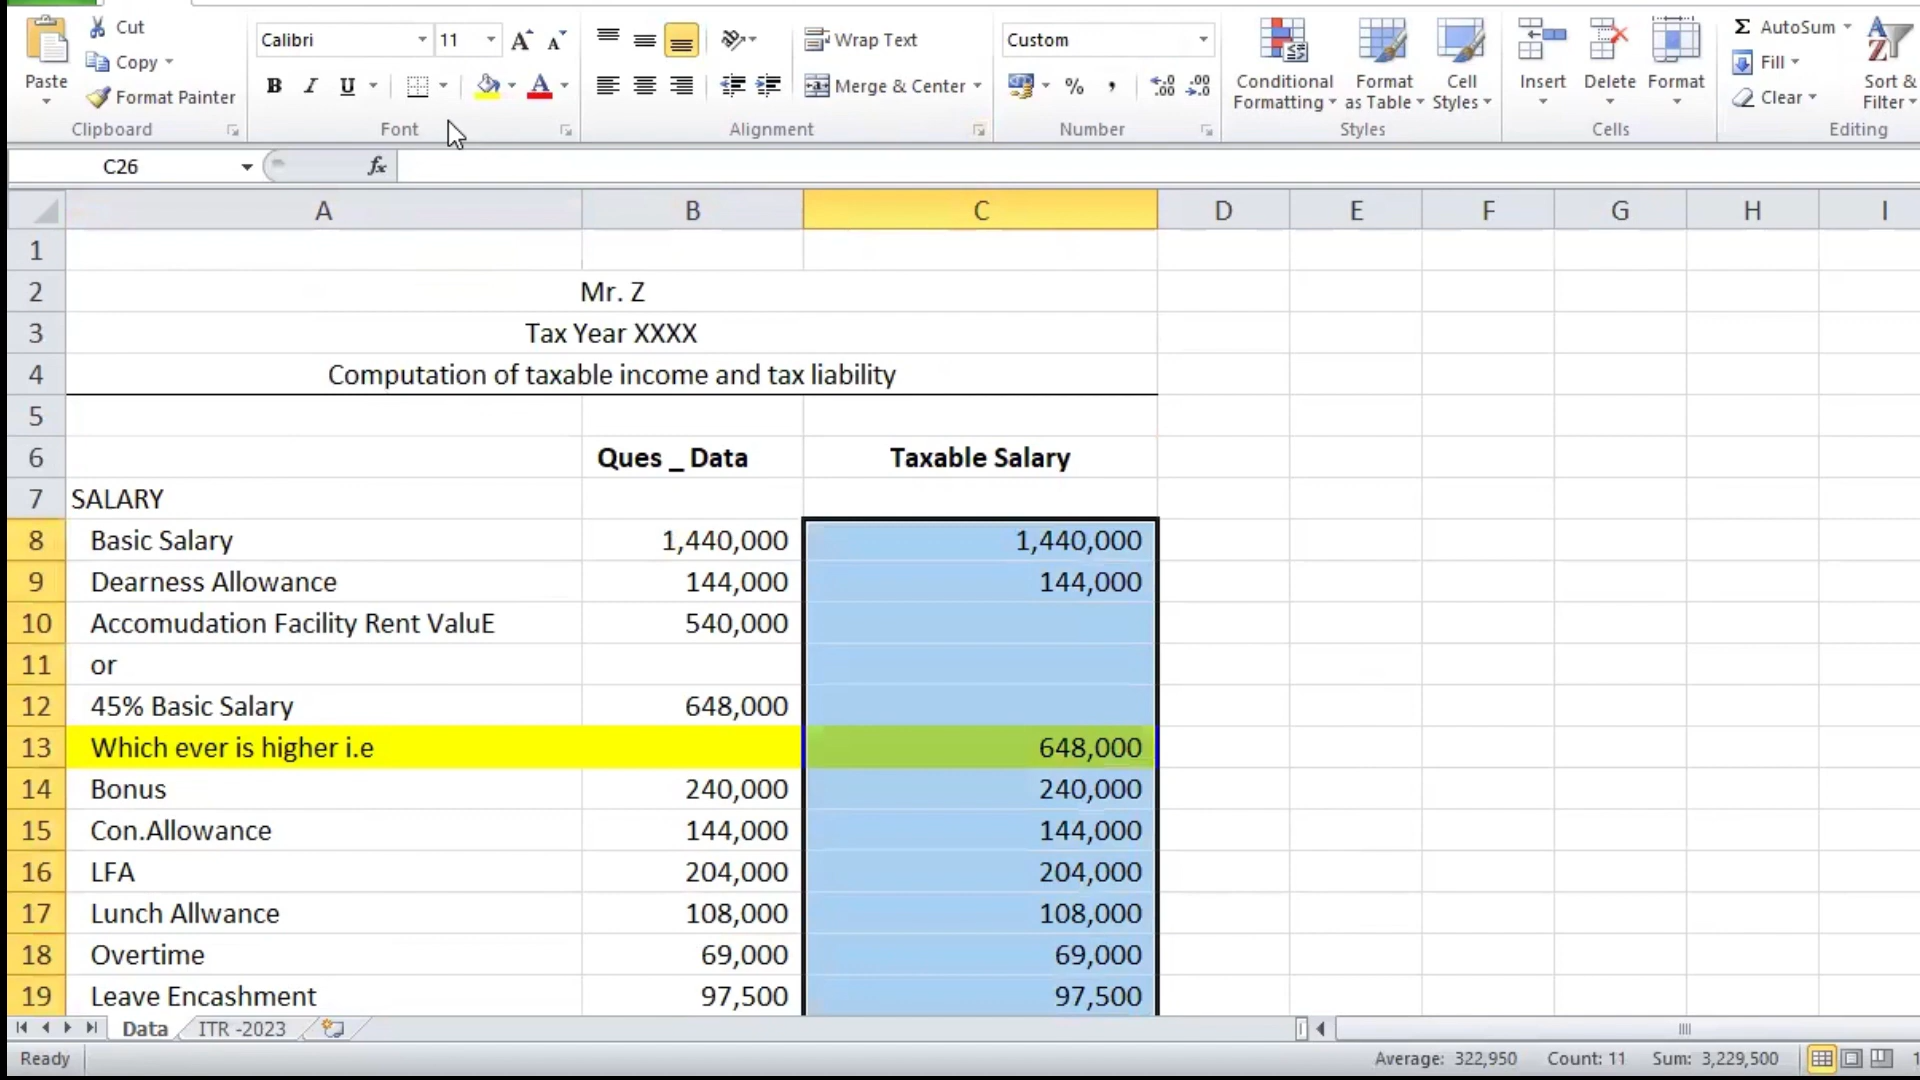 Cut
Calibri 11 A A
Wrap Text
Custom
Σ AutoSum
Paste
Copy
B I U A
Merge & Center
% , .00 .00
Conditional Formatting
Format as Table
Cell Styles
Insert
Delete
Format
Fill
Sort & Filter
Format Painter
Clear
Clipboard Font Alignment Number Styles Cells Editing
C26 fx
A B C D E F G H I
1
2 Mr. Z
3 Tax Year XXXX
4 Computation of taxable income and tax liability
5
6 Ques _ Data Taxable Salary
7 SALARY
8 Basic Salary 1,440,000 1,440,000
9 Dearness Allowance 144,000 144,000
10 Accomudation Facility Rent ValuE 540,000
11 or
12 45% Basic Salary 648,000
13 Which ever is higher i.e 648,000
14 Bonus 240,000 240,000
15 Con.Allowance 144,000 144,000
16 LFA 204,000 204,000
17 Lunch Allwance 108,000 108,000
18 Overtime 69,000 69,000
19 Leave Encashment 97,500 97,500
Data ITR -2023
Ready Average: 322,950 Count: 11 Sum: 3,229,500